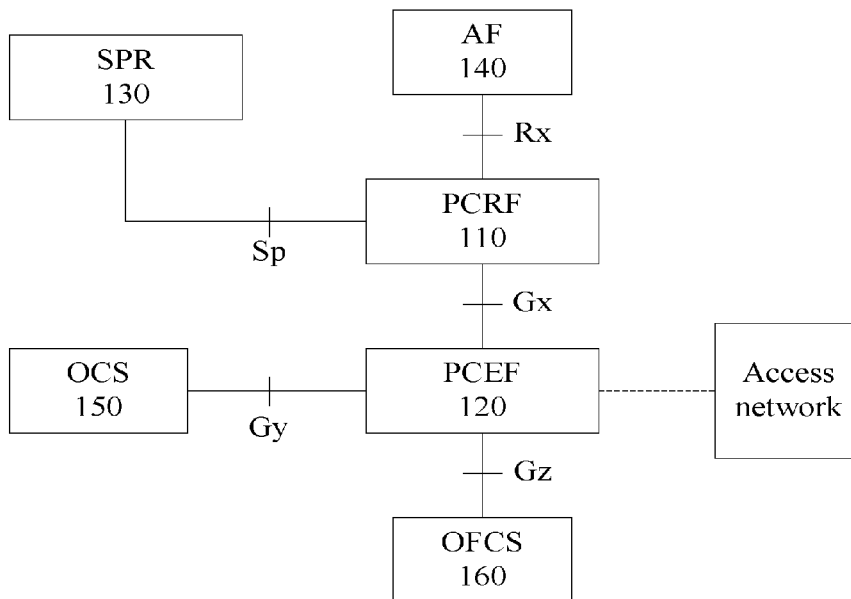 SPR
130
AF
140
Rx
PCRF
110
Sp
Gx
OCS
150
Gy
PCEF
120
Access
network
Gz
OFCS
160